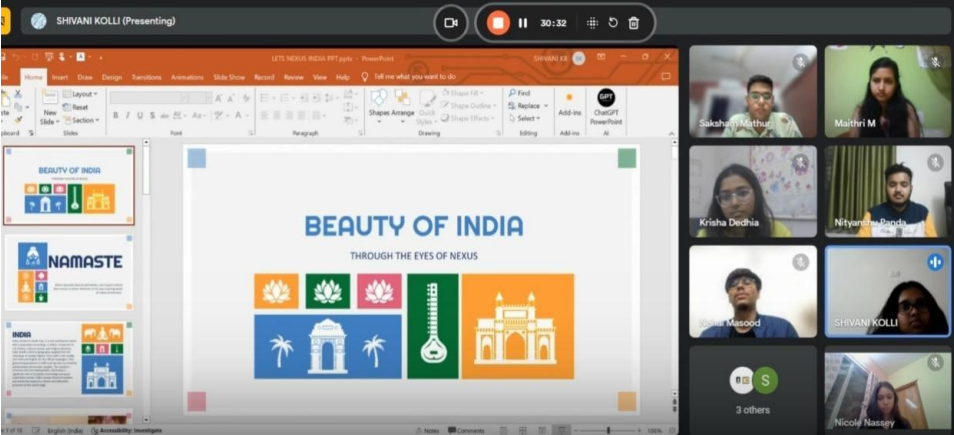 SHIVANI KOLLI (Presenting)
30:32
LETS NEXUS INDIA PPT.pptx - PowerPoint
Home Insert Draw Design Transitions Animations Slide Show Record Review View Help Tell me what you want to do
New
Slide
Layout
Reset
Section
Shapes Arrange Quick
Styles
Shape Fill
Shape Outline
Shape Effects
Find
Replace
Select
Add-ins
GPT
ChatGPT
PowerPoint
Slides
Font
Paragraph
Drawing
Editing
Add-ins
AI
BEAUTY OF INDIA
NAMASTE
INDIA
BEAUTY OF INDIA
THROUGH THE EYES OF NEXUS
English (India)
Accessibility: Investigate
Notes
Comments
Saksham Mathur
Maithri M
Krisha Dedhia
Nityanshu Panda
Masood
SHIVANI KOLLI
S
3 others
Nicole Nassey